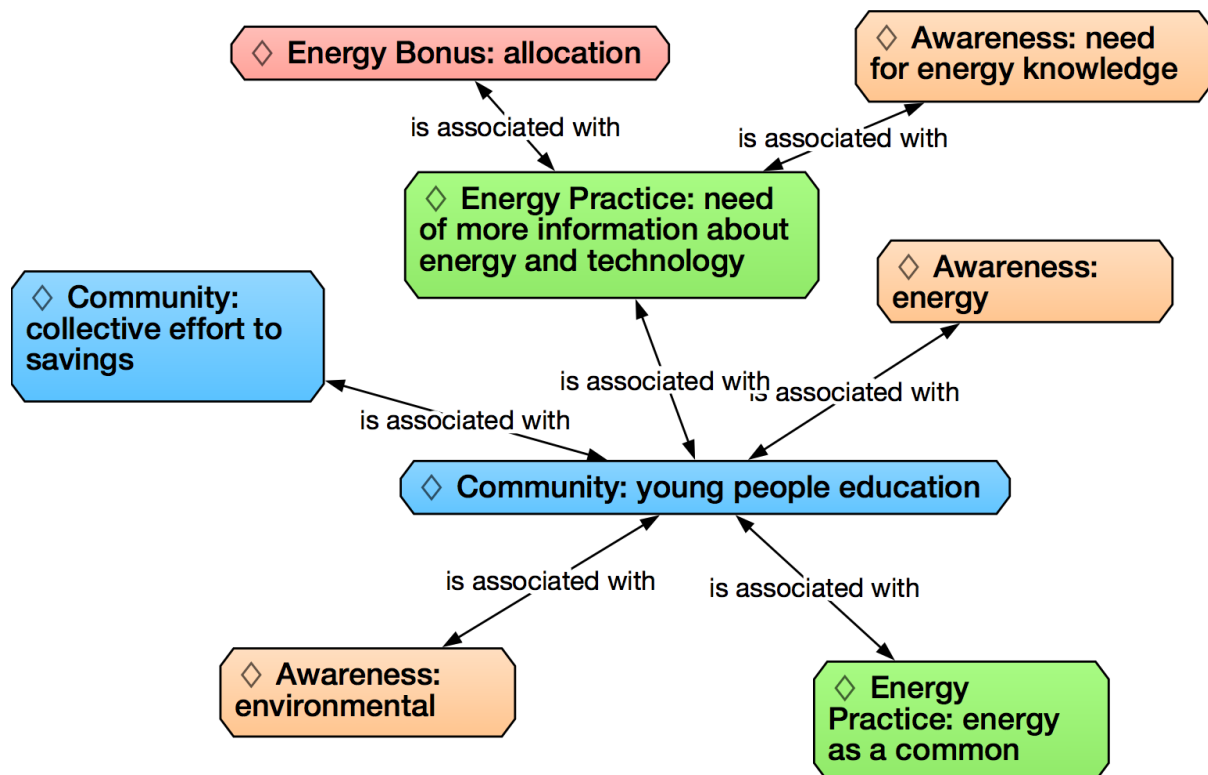 ◇ Energy Bonus: allocation
◇ Awareness: need
for energy knowledge
is associated with
is associated with
◇ Energy Practice: need
of more information about
energy and technology
◇ Awareness:
energy
◇ Community:
collective effort to
savings
is associated with
is associated with
is associated with
◇ Community: young people education
is associated with
is associated with
◇ Awareness:
environmental
◇ Energy
Practice: energy
as a common